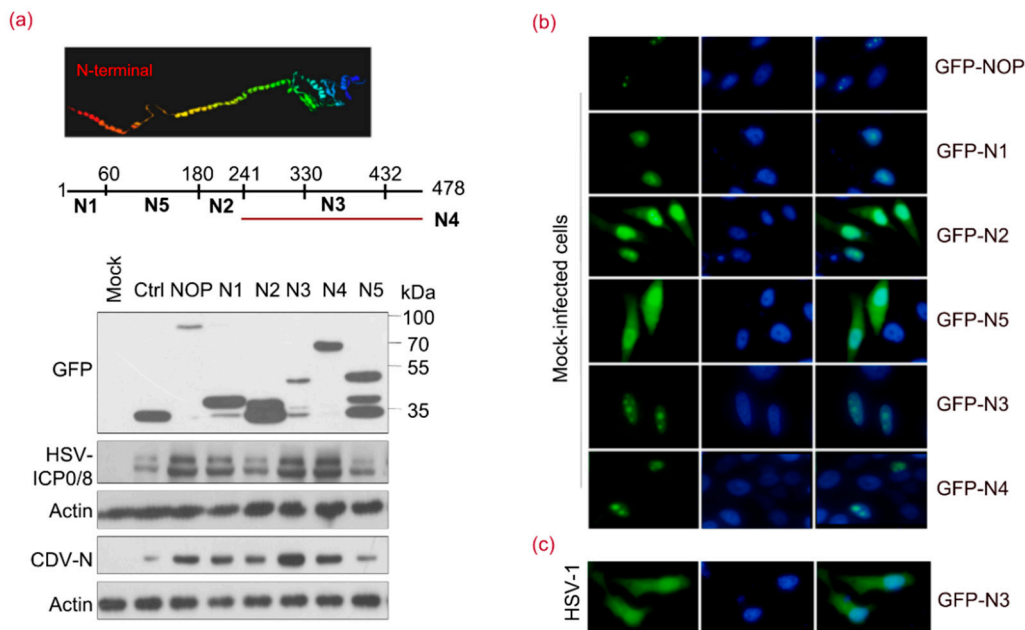 (a)
N-terminal
1 60 180 241 330 432 478
N1 N5 N2 N3
N4
Mock Ctrl NOP N1 N2 N3 N4 N5 kDa
100
70
GFP
55
35
HSV-
ICP0/8
Actin
CDV-N
Actin
(b)
Mock-infected cells
GFP-NOP
GFP-N1
GFP-N2
GFP-N5
GFP-N3
GFP-N4
(c)
HSV-1
GFP-N3